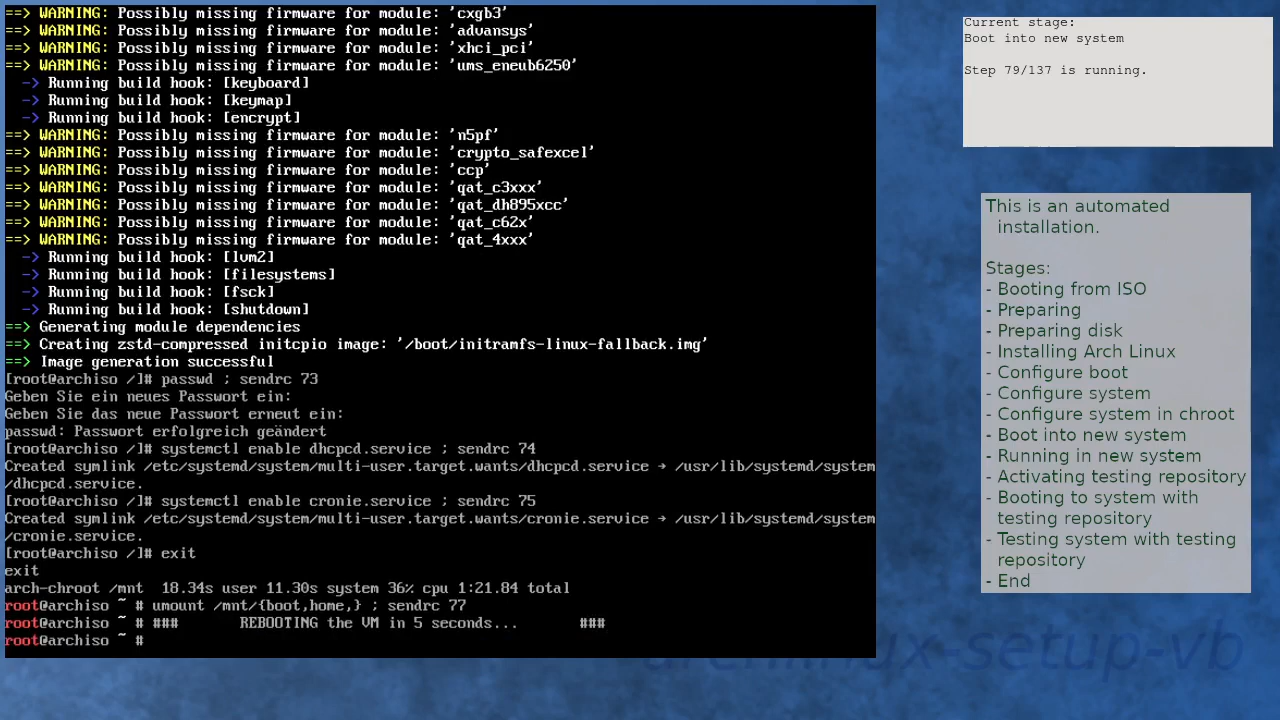 ==> WARNING: Possibly missing firmware for module: 'cxgb3'
==> WARNING: Possibly missing firmware for module: 'advansys'
==> WARNING: Possibly missing firmware for module: 'xhci_pci'
==> WARNING: Possibly missing firmware for module: 'ums_eneub6250'
-> Running build hook: [keyboard]
-> Running build hook: [keymap]
-> Running build hook: [encrypt]
==> WARNING: Possibly missing firmware for module: 'n5pf'
==> WARNING: Possibly missing firmware for module: 'crypto_safexcel'
==> WARNING: Possibly missing firmware for module: 'ccp'
==> WARNING: Possibly missing firmware for module: 'qat_c3xxx'
==> WARNING: Possibly missing firmware for module: 'qat_dh895xcc'
==> WARNING: Possibly missing firmware for module: 'qat_c62x'
==> WARNING: Possibly missing firmware for module: 'qat_4xxx'
-> Running build hook: [lvm2]
-> Running build hook: [filesystems]
-> Running build hook: [fsck]
-> Running build hook: [shutdown]
==> Generating module dependencies
==> Creating zstd-compressed initcpio image: '/boot/initramfs-linux-fallback.img'
==> Image generation successful
[root@archiso /]# passwd ; sendrc 73
Geben Sie ein neues Passwort ein:
Geben Sie das neue Passwort erneut ein:
passwd: Passwort erfolgreich geändert
[root@archiso /]# systemctl enable dhcpcd.service ; sendrc 74
Created symlink /etc/systemd/system/multi-user.target.wants/dhcpcd.service → /usr/lib/systemd/system
/dhcpcd.service.
[root@archiso /]# systemctl enable cronie.service ; sendrc 75
Created symlink /etc/systemd/system/multi-user.target.wants/cronie.service → /usr/lib/systemd/system
/cronie.service.
[root@archiso /]# exit
exit
arch-chroot /mnt  18.34s user 11.30s system 36% cpu 1:21.84 total
root@archiso ~ # umount /mnt/{boot,home,} ; sendrc 77
root@archiso ~ # ###       REBOOTING the VM in 5 seconds...       ###
root@archiso ~ #
Current stage:
Boot into new system
Step 79/137 is running.
This is an automated
installation.
Stages:
- Booting from ISO
- Preparing
- Preparing disk
- Installing Arch Linux
- Configure boot
- Configure system
- Configure system in chroot
- Boot into new system
- Running in new system
- Activating testing repository
- Booting to system with
testing repository
- Testing system with testing
repository
- End
archlinux-setup-vb